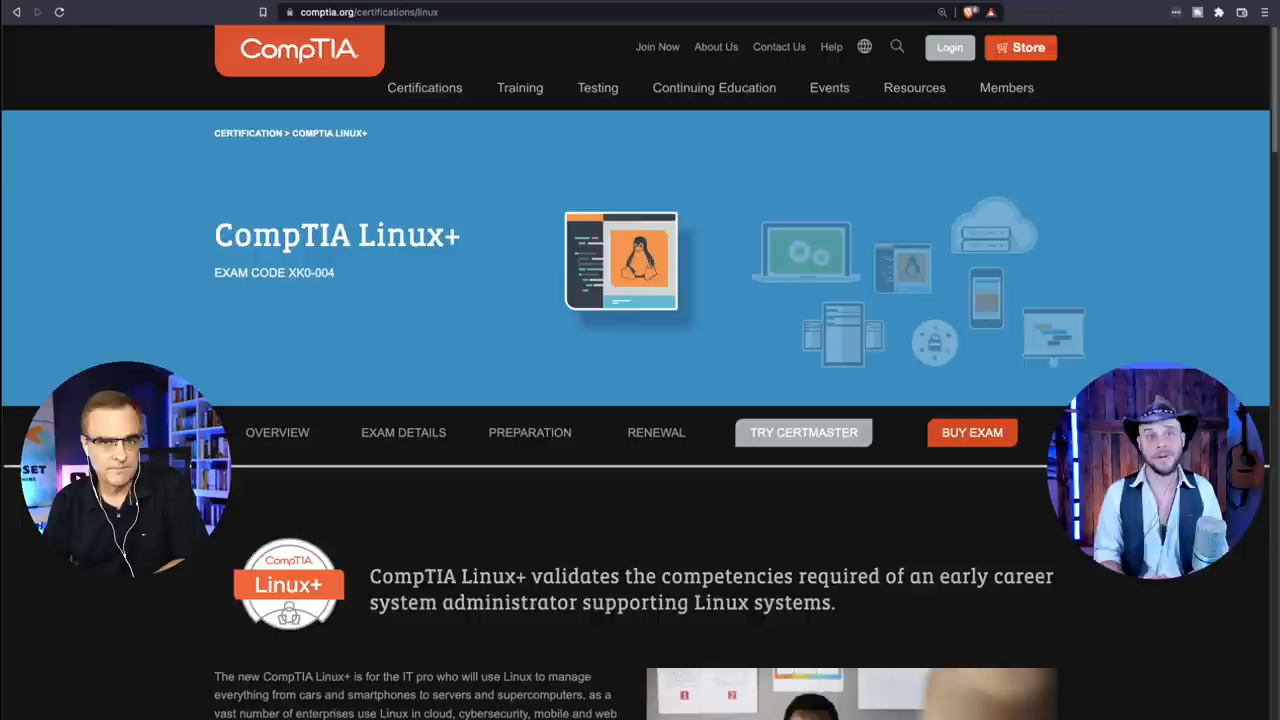 comptia.org/certifications/linux
CompTIA.
Join Now
About Us
Contact Us
Help
Login
Store
Certifications
Training
Testing
Continuing Education
Events
Resources
Members
CERTIFICATION > COMPTIA LINUX+
CompTIA Linux+
EXAM CODE XK0-004
OVERVIEW
EXAM DETAILS
PREPARATION
RENEWAL
TRY CERTMASTER
BUY EXAM
SET
CompTIA.
Linux+
CompTIA Linux+ validates the competencies required of an early career
system administrator supporting Linux systems.
The new CompTIA Linux+ is for the IT pro who will use Linux to manage
everything from cars and smartphones to servers and supercomputers, as a
vast number of enterprises use Linux in cloud, cybersecurity, mobile and web
1
2